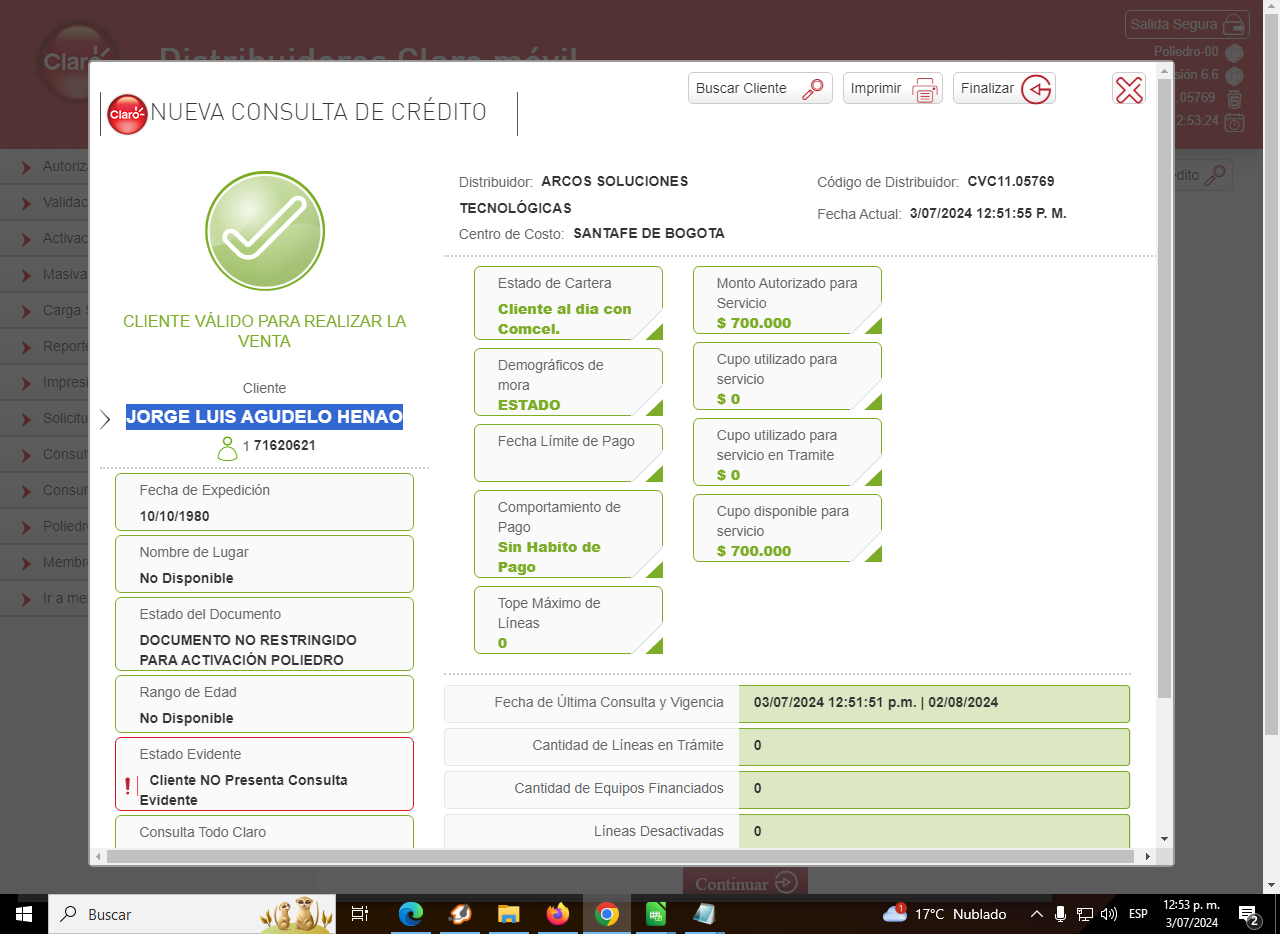 Salida Segura
Claro
Distribuidores Claro móvil
Poliedro-00
sión 6.6
.05769
2:53:24
Buscar Cliente
Imprimir
Finalizar
Claro
NUEVA CONSULTA DE CRÉDITO
Autoriz
Validac
Activac
Masiva
Carga
Reporte
Impresi
Solicitu
Consul
Consul
Poliedr
Membr
Ir a me
édito
CLIENTE VÁLIDO PARA REALIZAR LA
VENTA
Cliente
JORGE LUIS AGUDELO HENAO
1 71620621
Fecha de Expedición
10/10/1980
Nombre de Lugar
No Disponible
Estado del Documento
DOCUMENTO NO RESTRINGIDO
PARA ACTIVACIÓN POLIEDRO
Rango de Edad
No Disponible
Estado Evidente
! Cliente NO Presenta Consulta
Evidente
Consulta Todo Claro
Distribuidor: ARCOS SOLUCIONES
TECNOLÓGICAS
Centro de Costo: SANTAFE DE BOGOTA
Código de Distribuidor: CVC11.05769
Fecha Actual: 3/07/2024 12:51:55 P. M.
Estado de Cartera
Cliente al día con
Comcel.
Demográficos de
mora
ESTADO
Fecha Límite de Pago
Comportamiento de
Pago
Sin Habito de
Pago
Tope Máximo de
Líneas
0
Monto Autorizado para
Servicio
$ 700.000
Cupo utilizado para
servicio
$ 0
Cupo utilizado para
servicio en Tramite
$ 0
Cupo disponible para
servicio
$ 700.000
Fecha de Última Consulta y Vigencia 03/07/2024 12:51:51 p.m. | 02/08/2024
Cantidad de Líneas en Trámite 0
Cantidad de Equipos Financiados 0
Líneas Desactivadas 0
Continuar
Buscar
1
17°C Nublado
ESP
12:53 p. m.
3/07/2024
2